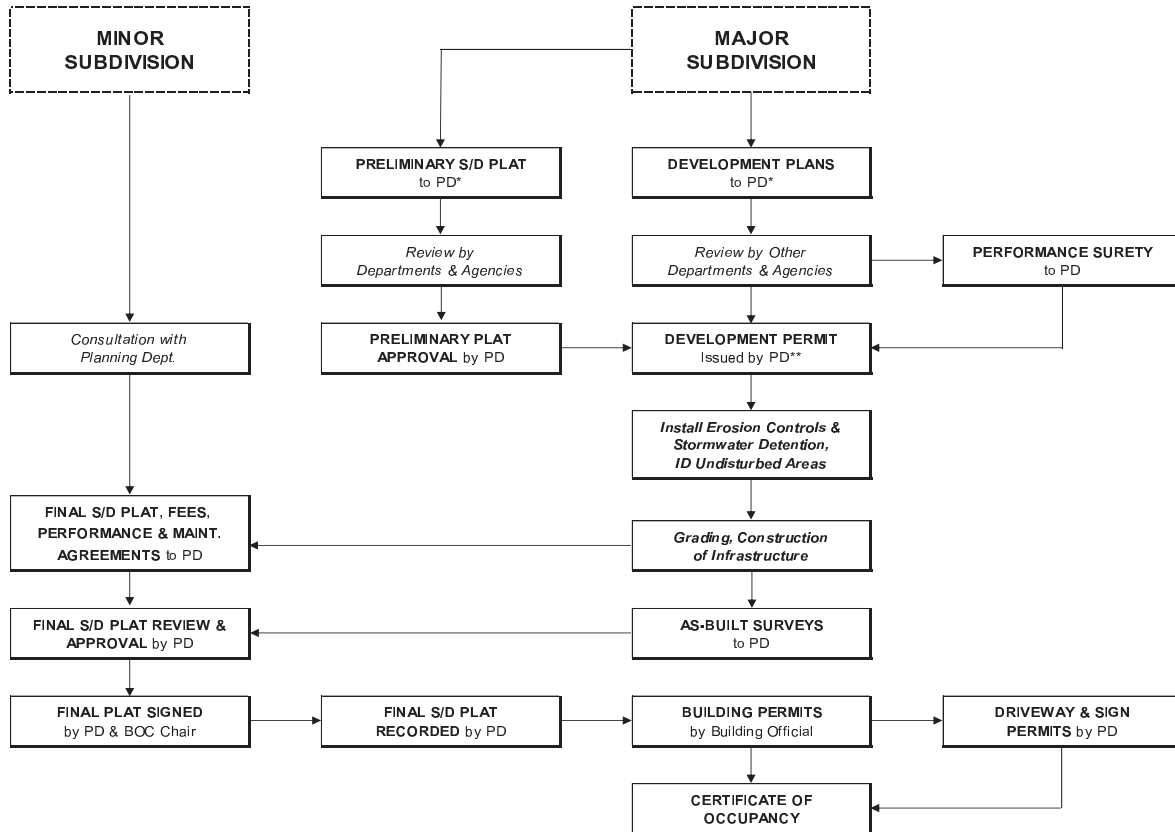 MINOR
SUBDIVISION
MAJOR
SUBDIVISION
PRELIMINARY S/D PLAT
to PD*
DEVELOPMENT PLANS
to PD*
Review by
Departments & Agencies
Review by Other
Departments & Agencies
PERFORMANCE SURETY
to PD
Consultation with
Planning Dept.
PRELIMINARY PLAT
APPROVAL by PD
DEVELOPMENT PERMIT
Issued by PD**
Install Erosion Controls &
Stormwater Detention,
ID Undisturbed Areas
FINAL S/D PLAT, FEES,
PERFORMANCE & MAINT.
AGREEMENTS to PD
Grading, Construction
of Infrastructure
FINAL S/D PLAT REVIEW &
APPROVAL by PD
AS-BUILT SURVEYS
to PD
FINAL PLAT SIGNED
by PD & BOC Chair
FINAL S/D PLAT
RECORDED by PD
BUILDING PERMITS
by Building Official
DRIVEWAY & SIGN
PERMITS by PD
CERTIFICATE OF
OCCUPANCY